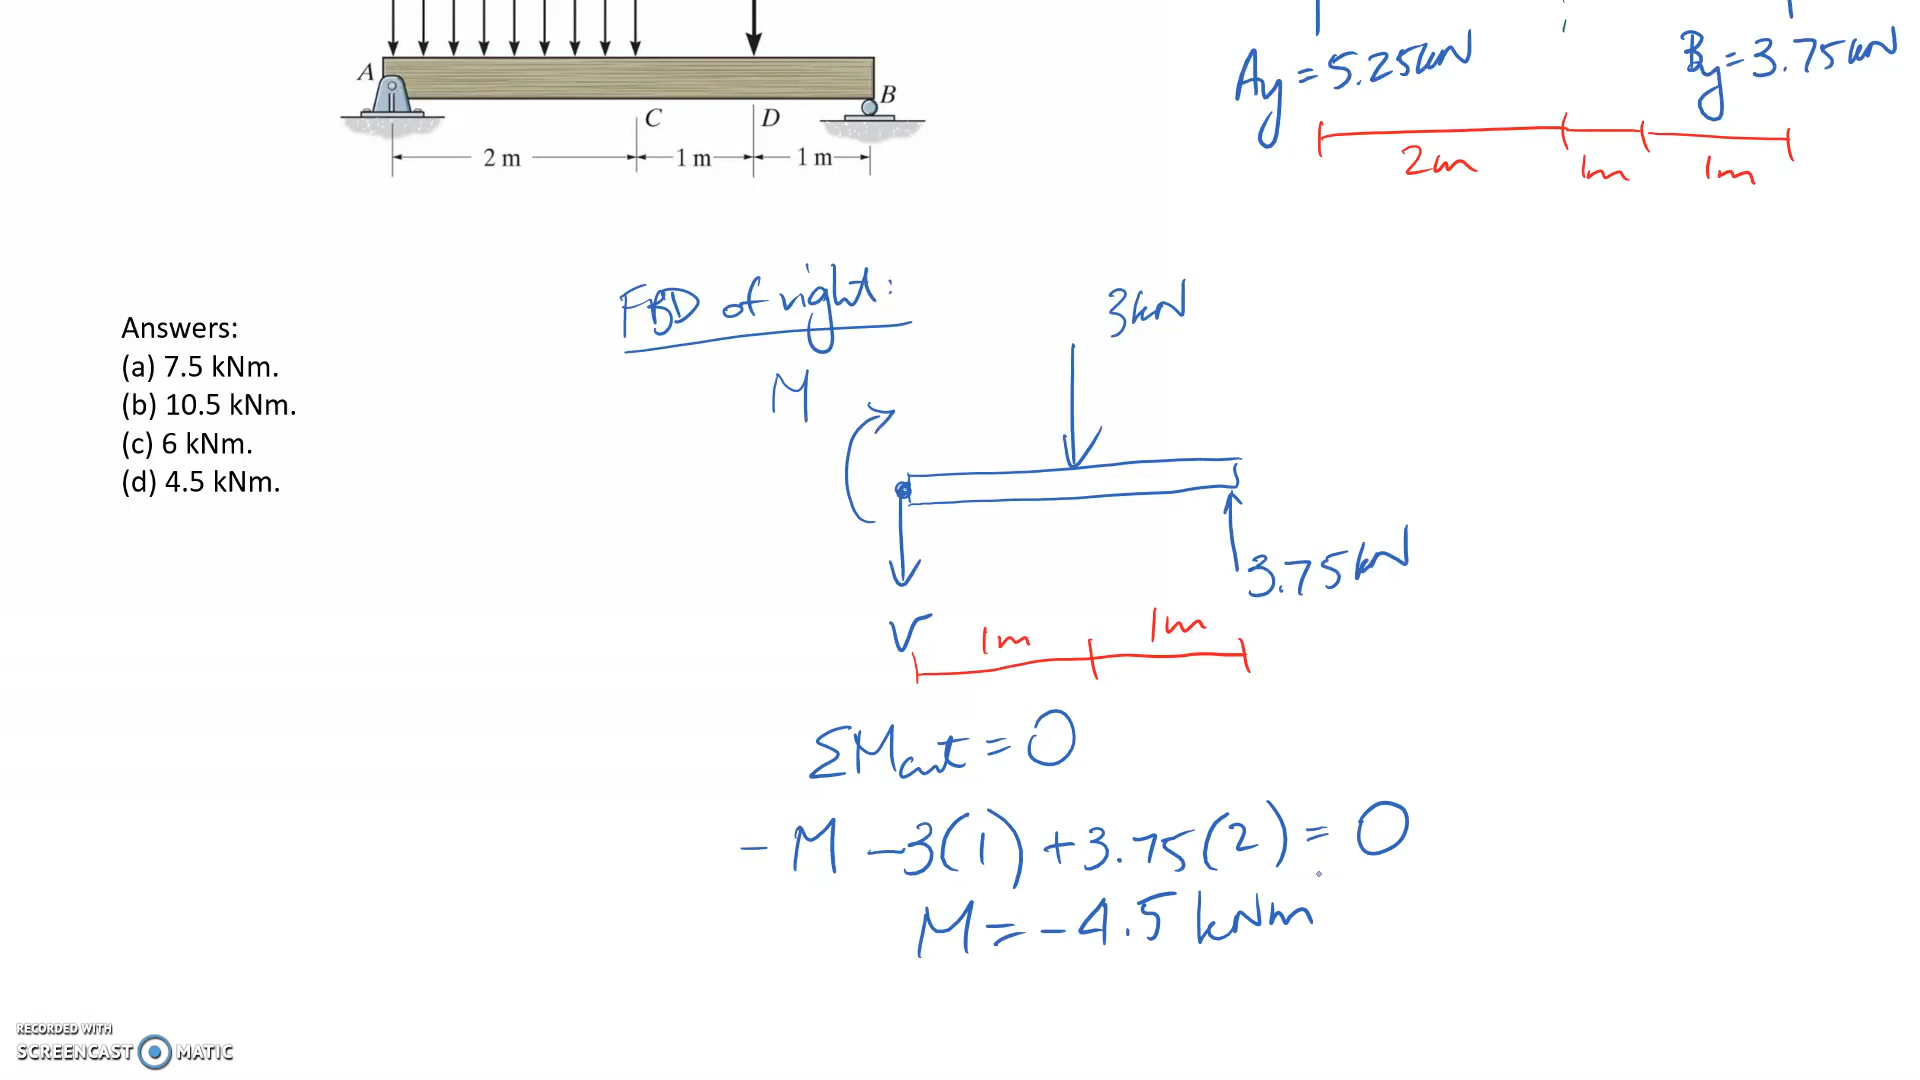 A
B
C
D
2 m
1 m
1 m
Ay = 5.25kN
By = 3.75kN
2m
1m
1m
Answers:
(a) 7.5 kNm.
(b) 10.5 kNm.
(c) 6 kNm.
(d) 4.5 kNm.
FBD of right:
3kN
M
3.75kN
V
1m
1m
ΣMcut = 0
- M - 3(1) + 3.75(2) = 0
M = - 4.5 kNm
RECORDED WITH
SCREENCAST MATIC